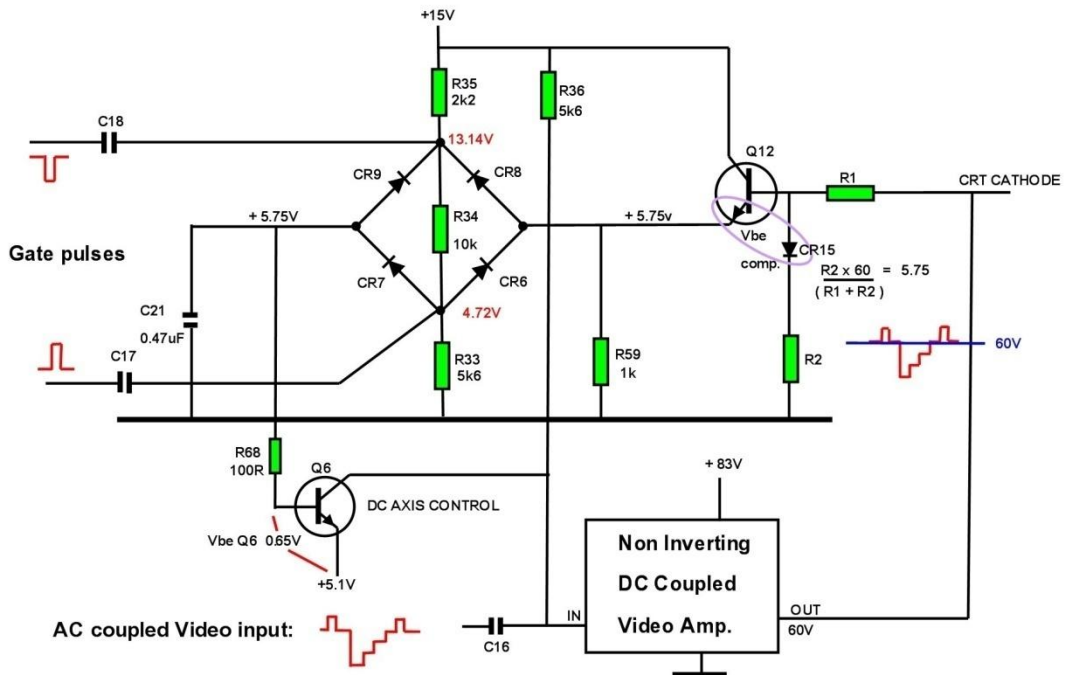 +15V
R35
2k2
R36
5k6
C18
13.14V
Q12
R1
CRT CATHODE
CR9
CR8
+ 5.75V
R34
10k
+ 5.75v
Vbe
comp.
CR15
Gate pulses
CR7
CR6
R2 x 60 = 5.75
( R1 + R2 )
C21
0.47uF
4.72V
C17
R33
5k6
R59
1k
R2
60V
R68
100R
Q6
DC AXIS CONTROL
+ 83V
Vbe Q6 0.65V
+5.1V
Non Inverting
DC Coupled
Video Amp.
IN
OUT
60V
AC coupled Video input:
C16